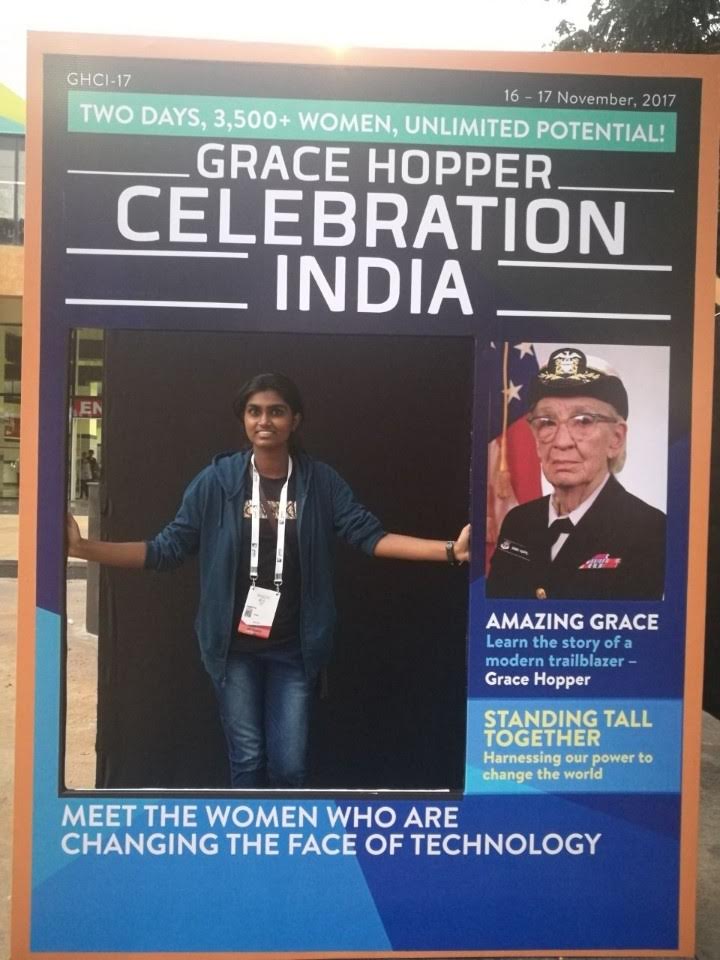 GHCI-17
16 – 17 November, 2017
TWO DAYS, 3,500+ WOMEN, UNLIMITED POTENTIAL!
GRACE HOPPER
CELEBRATION
INDIA
EN
AMAZING GRACE
Learn the story of a
modern trailblazer –
Grace Hopper
STANDING TALL
TOGETHER
Harnessing our power to
change the world
MEET THE WOMEN WHO ARE
CHANGING THE FACE OF TECHNOLOGY